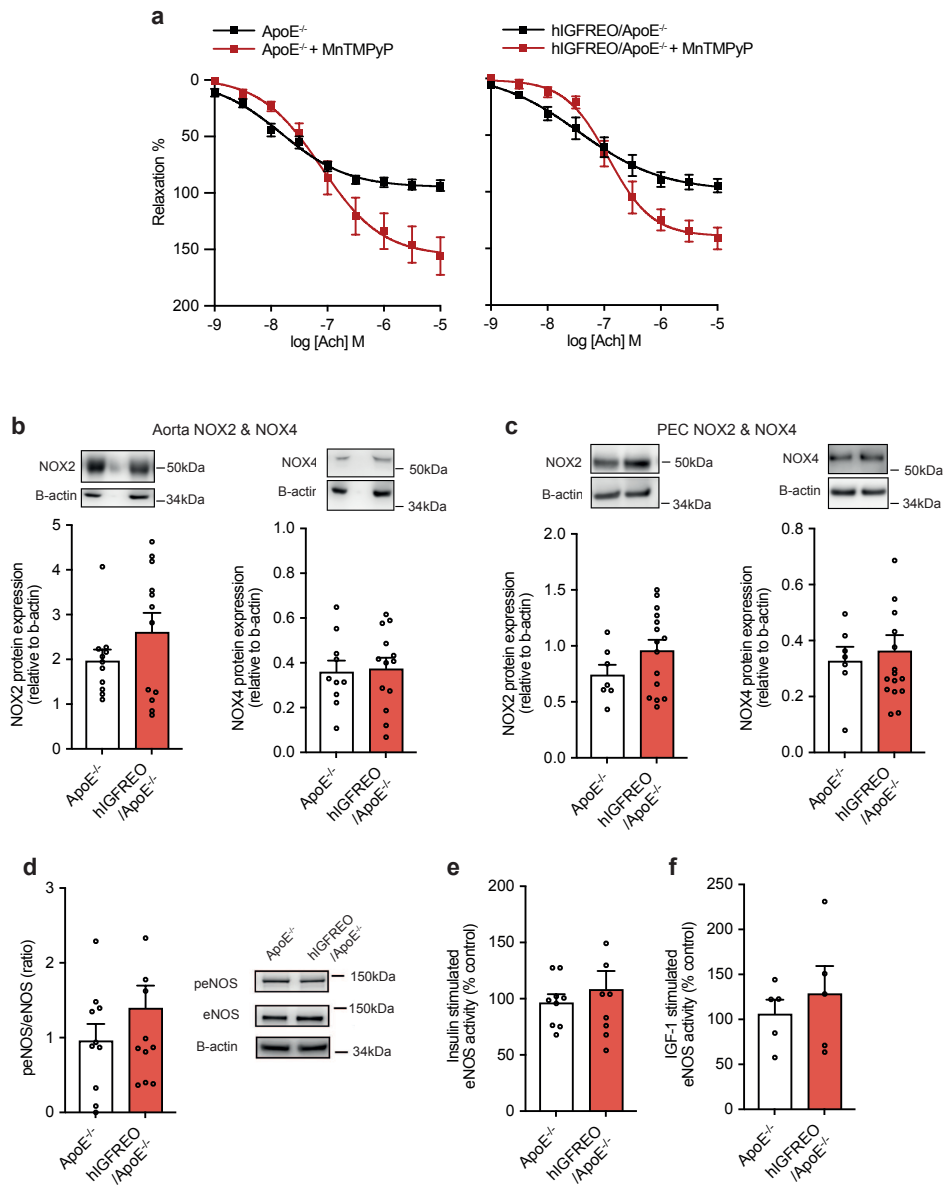 a
ApoE-/-
ApoE-/- + MnTMPyP
hIGFREO/ApoE-/-
hIGFREO/ApoE-/- + MnTMPyP
Relaxation %
0
50
100
150
200
-9 -8 -7 -6 -5
log [Ach] M
-9 -8 -7 -6 -5
log [Ach] M
b
Aorta NOX2 & NOX4
NOX2
50kDa
B-actin
34kDa
NOX2 protein expression
(relative to b-actin)
5
4
3
2
1
0
ApoE-/-
hIGFREO
/ApoE-/-
NOX4
50kDa
B-actin
34kDa
NOX4 protein expression
(relative to b-actin)
1.0
0.8
0.6
0.4
0.2
0.0
ApoE-/-
hIGFREO
/ApoE-/-
c
PEC NOX2 & NOX4
NOX2
50kDa
B-actin
34kDa
NOX2 protein expression
(relative to b-actin)
2.0
1.5
1.0
0.5
0.0
ApoE-/-
hIGFREO
/ApoE-/-
NOX4
50kDa
B-actin
34kDa
NOX4 protein expression
(relative to b-actin)
0.8
0.6
0.4
0.2
0.0
ApoE-/-
hIGFREO
/ApoE-/-
d
peNOS/eNOS (ratio)
3
2
1
0
ApoE-/-
hIGFREO
/ApoE-/-
ApoE-/-
hIGFREO
/ApoE-/-
peNOS
150kDa
eNOS
150kDa
B-actin
34kDa
e
Insulin stimulated
eNOS activity (% control)
200
150
100
50
0
ApoE-/-
hIGFREO
/ApoE-/-
f
IGF-1 stimulated
eNOS activity (% control)
250
200
150
100
50
0
ApoE-/-
hIGFREO
/ApoE-/-